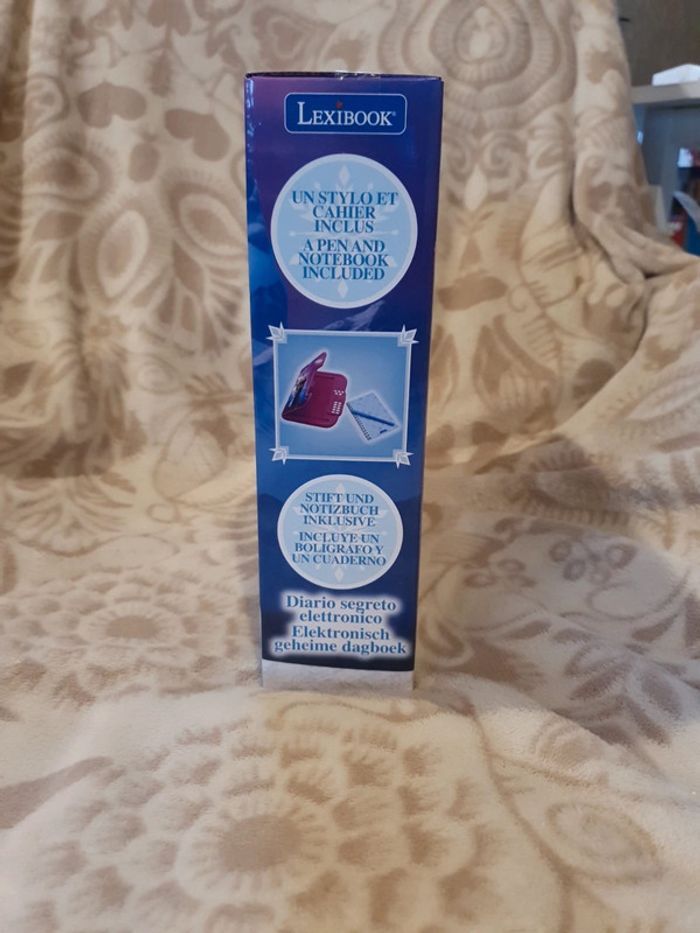 LEXIBOOK®
UN STYLO ET
CAHIER
INCLUS
A PEN AND
NOTEBOOK
INCLUDED
STIFT UND
NOTIZBUCH
INKLUSIVE
INCLUYE UN
BOLIGRAFO Y
UN CUADERNO
Diario segreto
elettronico
Elektronisch
geheime dagboek